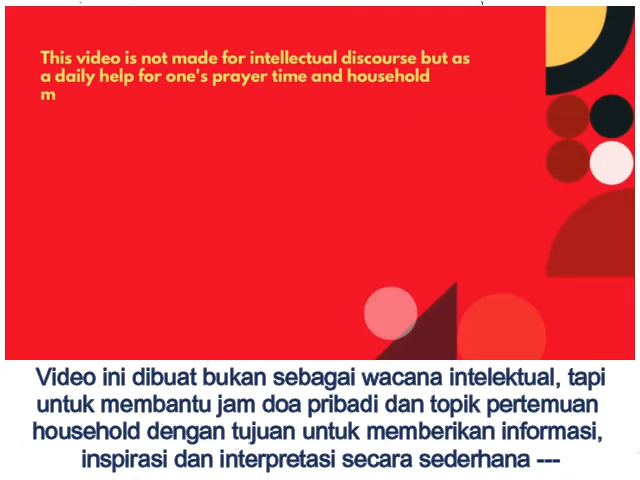 This video is not made for intellectual discourse but as
a daily help for one's prayer time and household
m
Video ini dibuat bukan sebagai wacana intelektual, tapi
untuk membantu jam doa pribadi dan topik pertemuan
household dengan tujuan untuk memberikan informasi,
inspirasi dan interpretasi secara sederhana ---